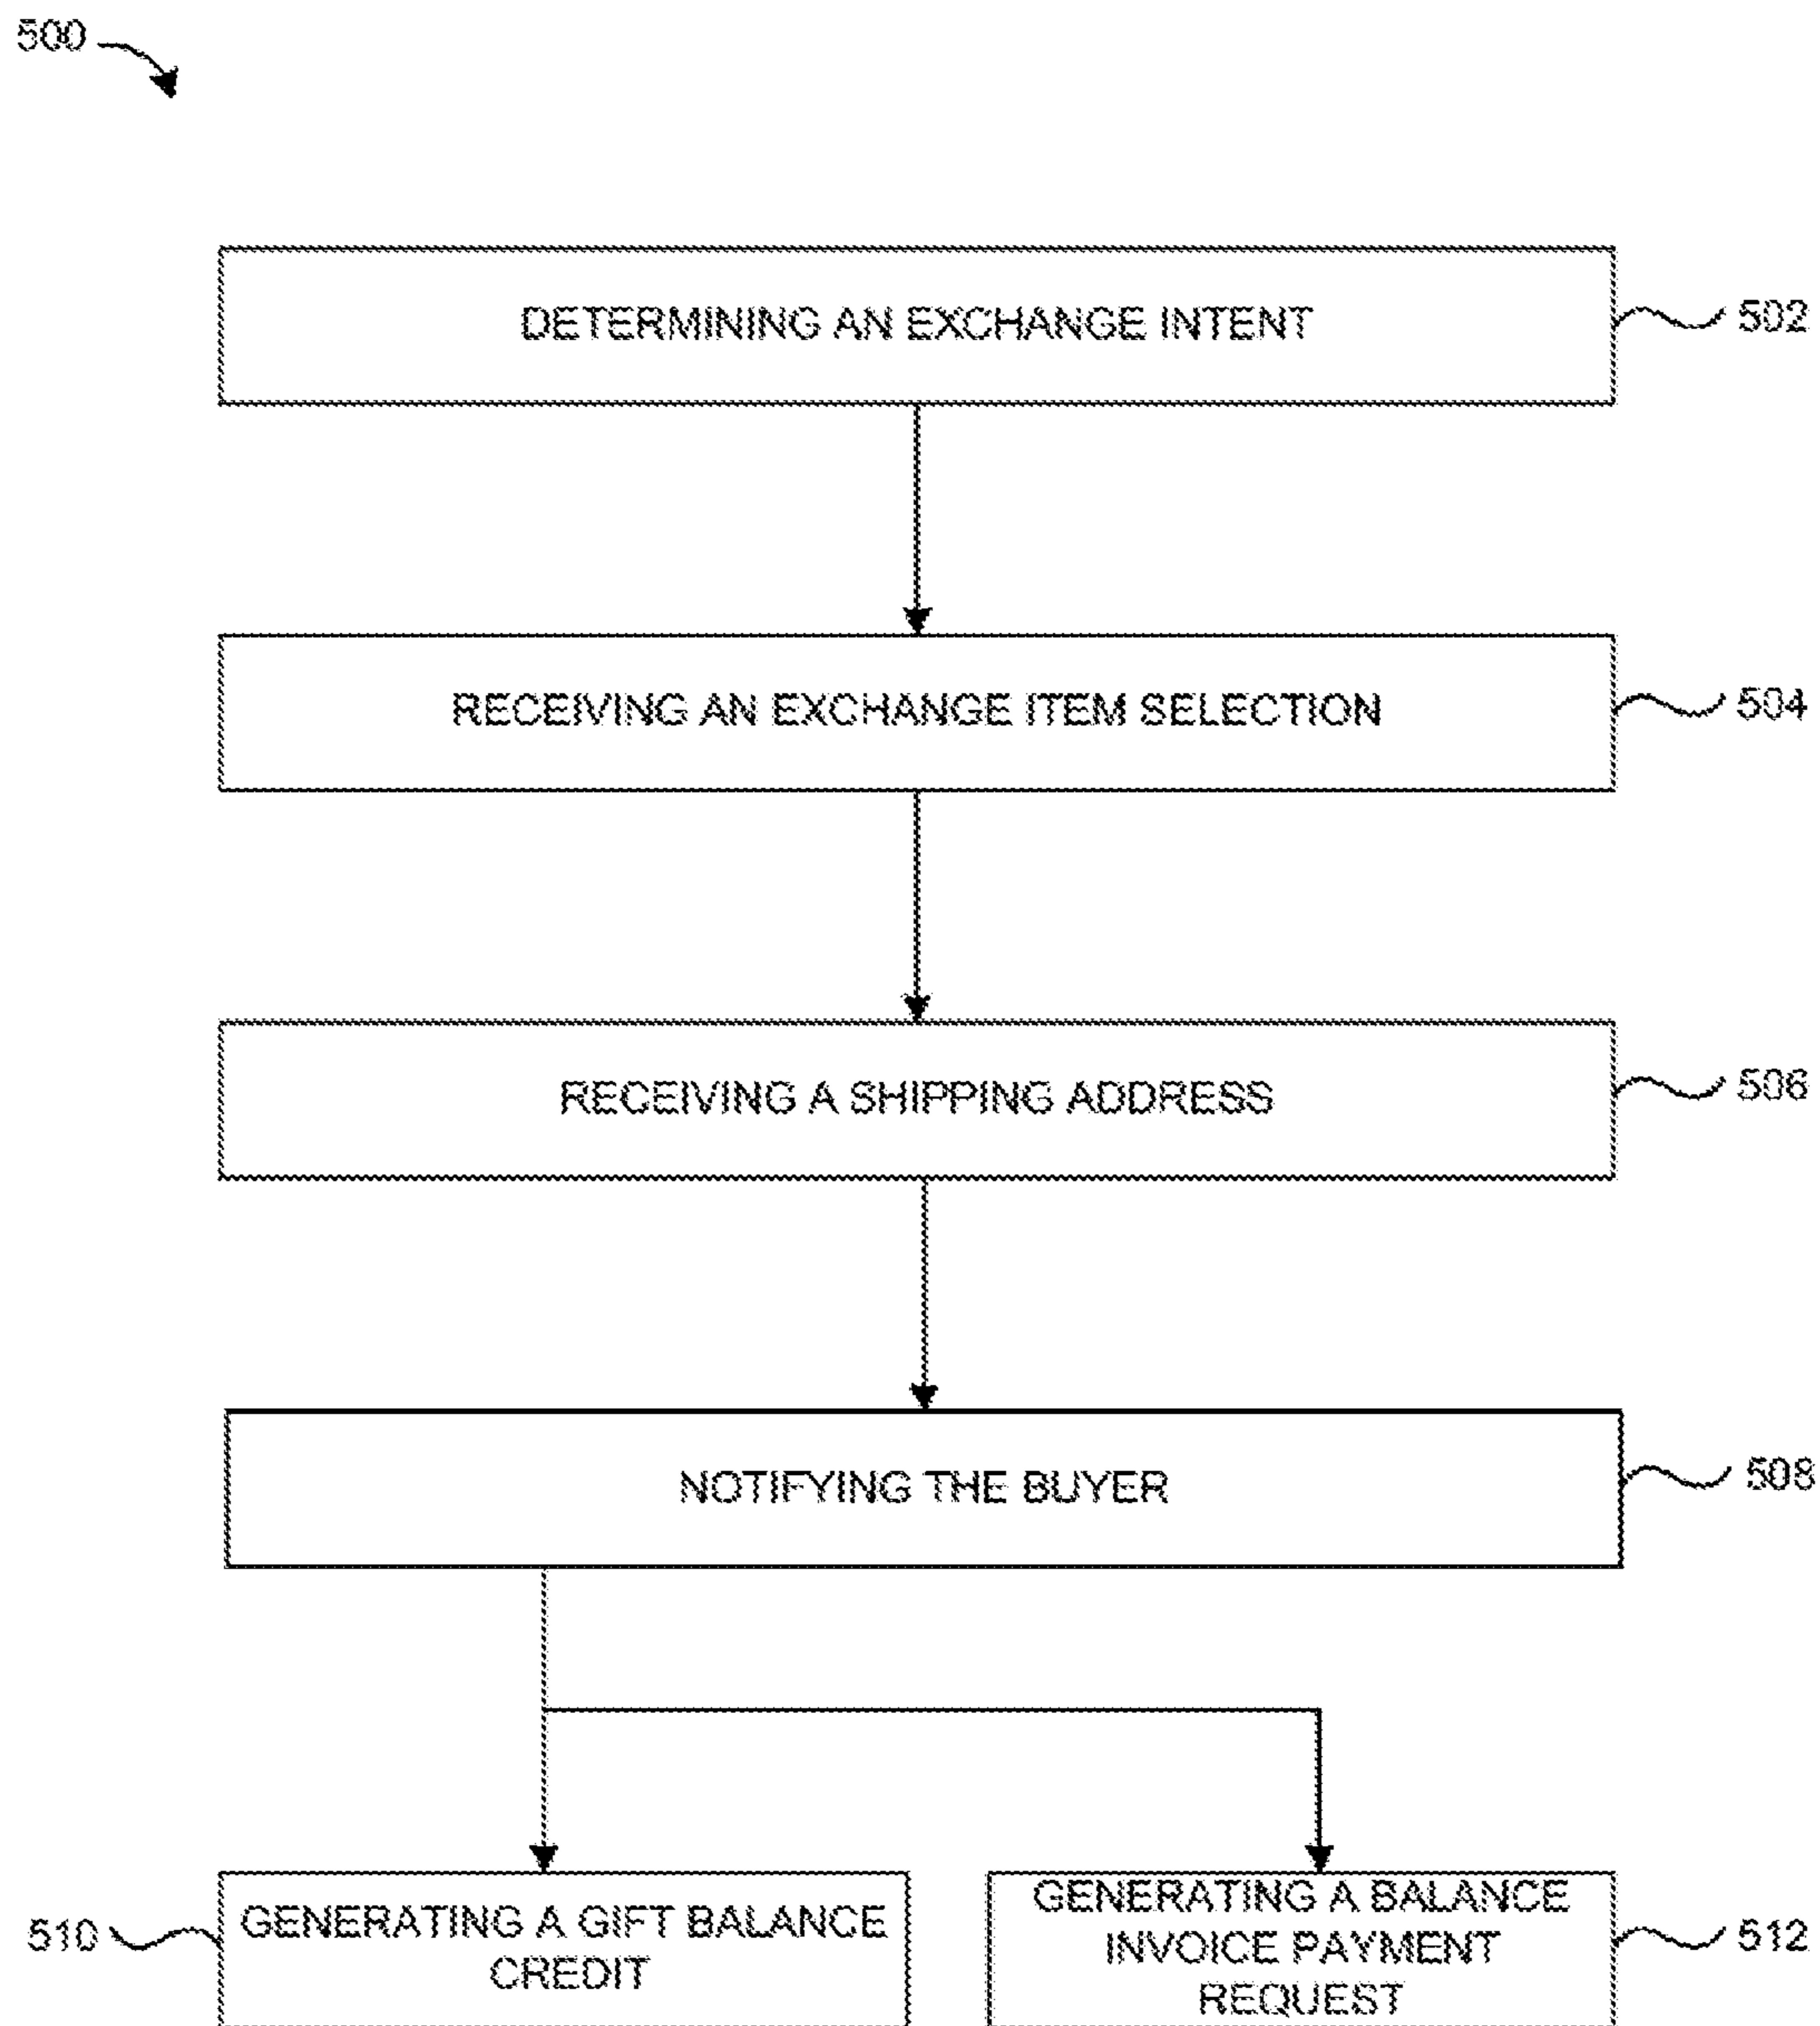 500
DETERMINING AN EXCHANGE INTENT
502
RECEIVING AN EXCHANGE ITEM SELECTION
504
RECEIVING A SHIPPING ADDRESS
506
NOTIFYING THE BUYER
508
510
GENERATING A GIFT BALANCE
CREDIT
GENERATING A BALANCE
INVOICE PAYMENT
REQUEST
512